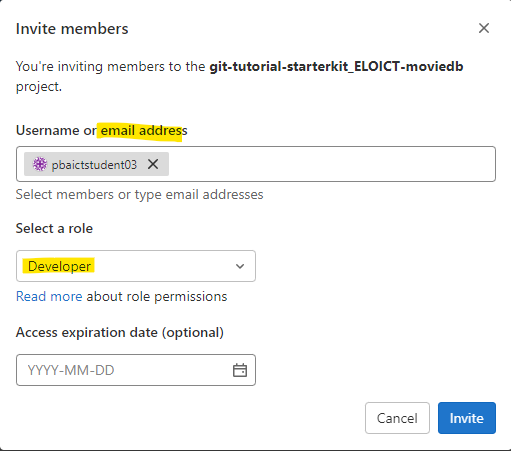 Invite members
You're inviting members to the git-tutorial-starterkit_ELOICT-moviedb
project.
Username or email address
pbaictstudent03
Select members or type email addresses
Select a role
Developer
Read more about role permissions
Access expiration date (optional)
YYYY-MM-DD
Cancel Invite